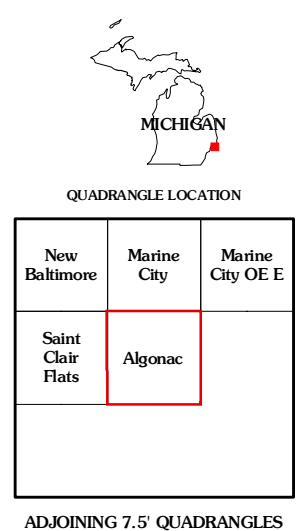 MICHIGAN
QUADRANGLE LOCATION
New
Baltimore
Marine
City
Marine
City OE E
Saint
Clair
Flats
Algonac
ADJOINING 7.5' QUADRANGLES